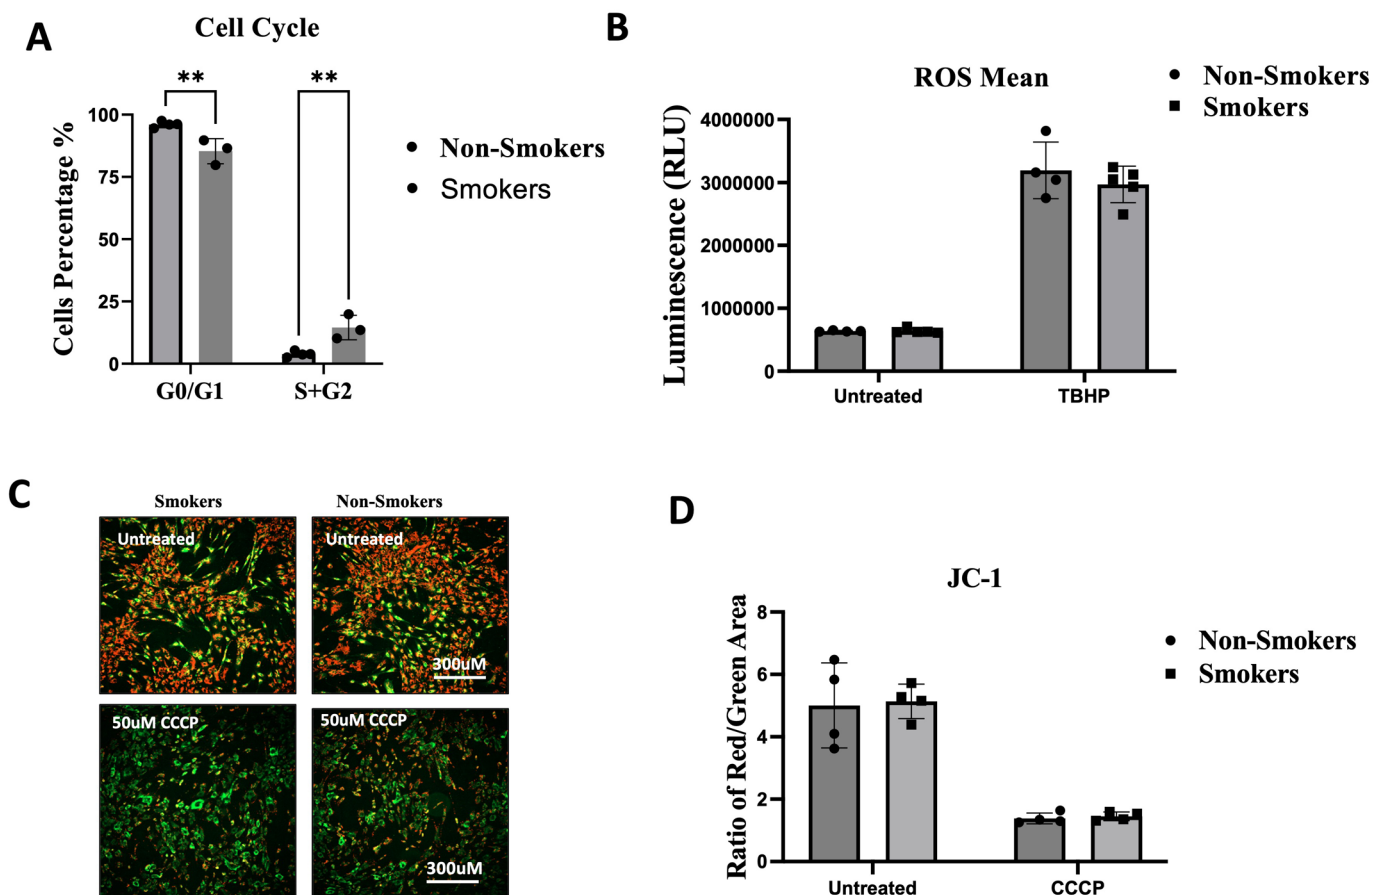 A
Cell Cycle
**
**
Cells Percentage %
100
75
50
25
0
G0/G1
S+G2
Non-Smokers
Smokers
B
ROS Mean
Luminescence (RLU)
4000000
3000000
2000000
1000000
0
Untreated
TBHP
Non-Smokers
Smokers
C
Smokers
Non-Smokers
Untreated
Untreated
300uM
50uM CCCP
50uM CCCP
300uM
D
JC-1
Ratio of Red/Green Area
8
6
4
2
0
Untreated
CCCP
Non-Smokers
Smokers